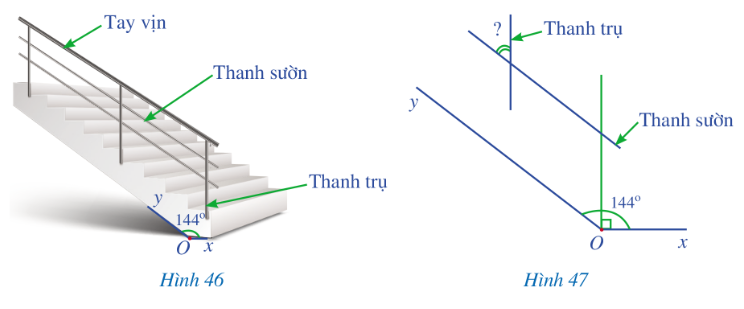 Tay vịn
Thanh sườn
Thanh trụ
y
144°
O
x
Hình 46
?
Thanh trụ
y
Thanh sườn
144°
O
x
Hình 47